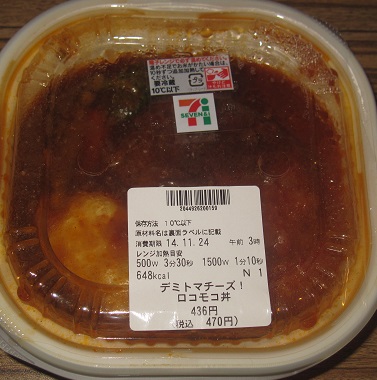 10℃以下
7
SEVEN&i
2044926200150
保存方法 10℃以下
原材料名は裏面ラベルに記載
消費期限 14.11.24 午前 3時
レンジ加熱目安
500W 3分30秒 1500W 1分10秒
648kcal N 1
デミトマチーズ!
ロコモコ丼
436円
(税込 470円)